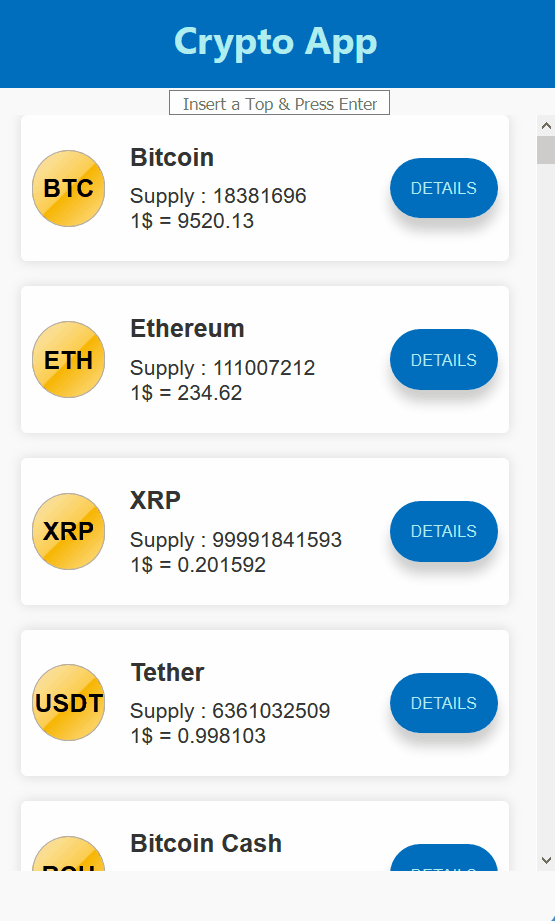 Crypto App
Insert a Top & Press Enter
BTC
Bitcoin
Supply : 18381696
1$ = 9520.13
DETAILS
ETH
Ethereum
Supply : 111007212
1$ = 234.62
DETAILS
XRP
XRP
Supply : 99991841593
1$ = 0.201592
DETAILS
USDT
Tether
Supply : 6361032509
1$ = 0.998103
DETAILS
BCH
Bitcoin Cash
DETAILS